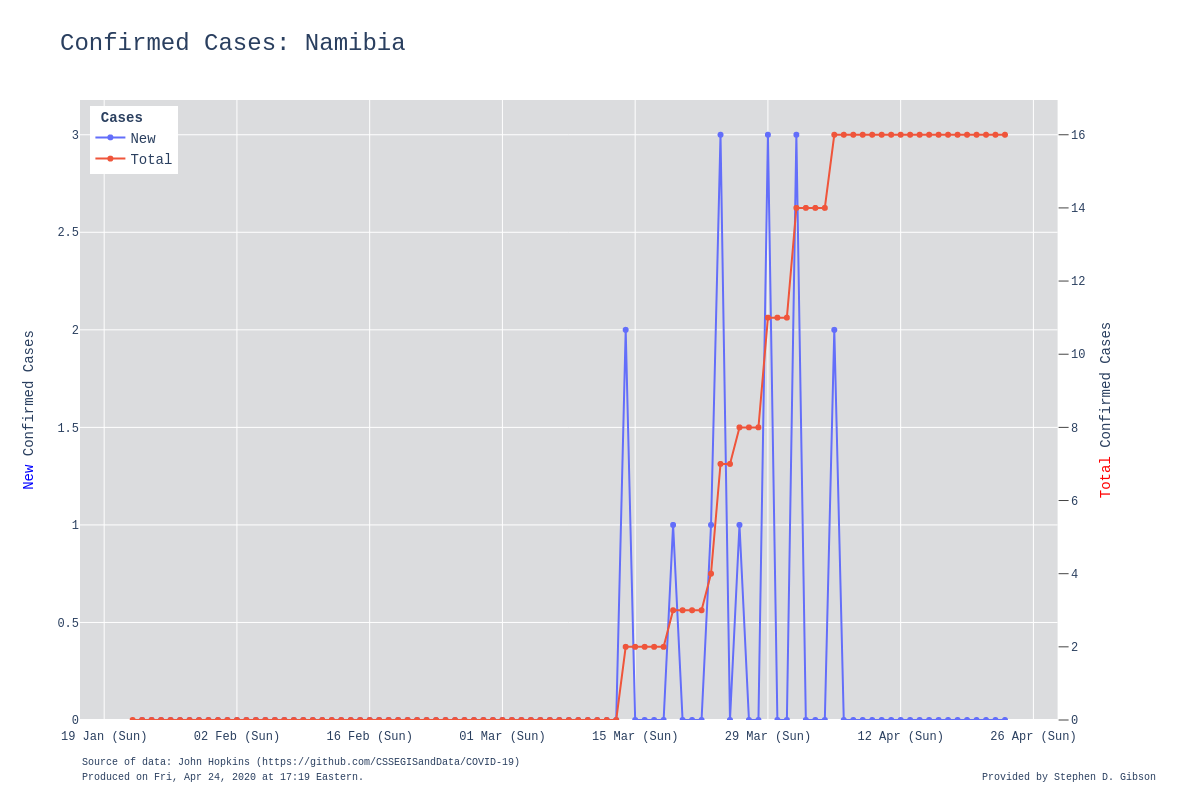 Confirmed Cases: Namibia
Cases
New
Total
3
2.5
2
1.5
1
0.5
0
16
14
12
10
8
6
4
2
0
New Confirmed Cases
Total Confirmed Cases
19 Jan (Sun) 02 Feb (Sun) 16 Feb (Sun) 01 Mar (Sun) 15 Mar (Sun) 29 Mar (Sun) 12 Apr (Sun) 26 Apr (Sun)
Source of data: John Hopkins (https://github.com/CSSEGISandData/COVID-19)
Produced on Fri, Apr 24, 2020 at 17:19 Eastern.
Provided by Stephen D. Gibson